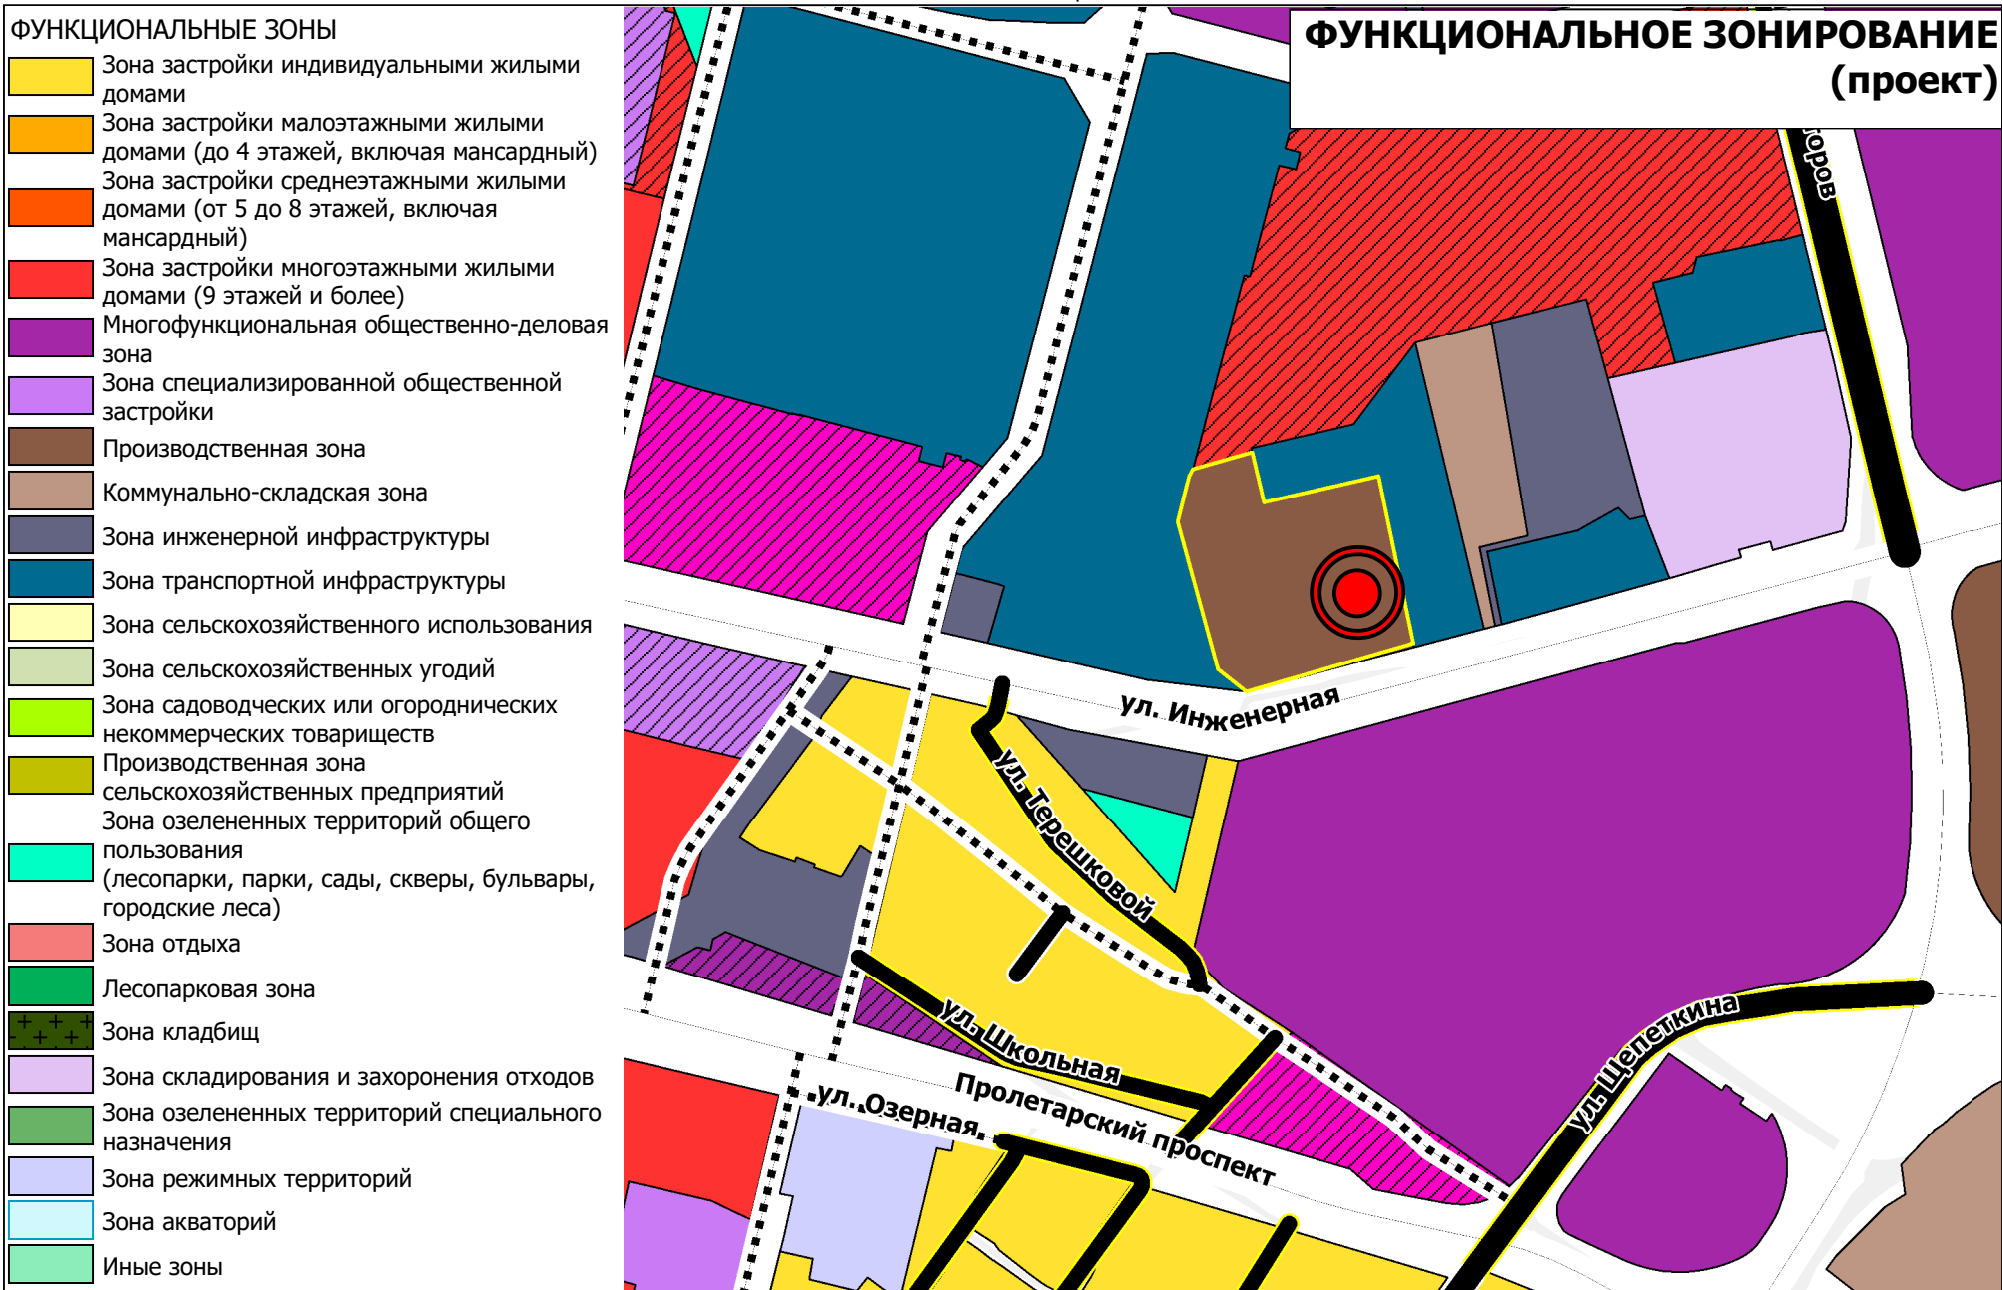 ФУНКЦИОНАЛЬНЫЕ ЗОНЫ
Зона застройки индивидуальными жилыми
домами
Зона застройки малоэтажными жилыми
домами (до 4 этажей, включая мансардный)
Зона застройки среднеэтажными жилыми
домами (от 5 до 8 этажей, включая
мансардный)
Зона застройки многоэтажными жилыми
домами (9 этажей и более)
Многофункциональная общественно-деловая
зона
Зона специализированной общественной
застройки
Производственная зона
Коммунально-складская зона
Зона инженерной инфраструктуры
Зона транспортной инфраструктуры
Зона сельскохозяйственного использования
Зона сельскохозяйственных угодий
Зона садоводческих или огороднических
некоммерческих товариществ
Производственная зона
сельскохозяйственных предприятий
Зона озелененных территорий общего
пользования
(лесопарки, парки, сады, скверы, бульвары,
городские леса)
Зона отдыха
Лесопарковая зона
Зона кладбищ
Зона складирования и захоронения отходов
Зона озелененных территорий специального
назначения
Зона режимных территорий
Зона акваторий
Иные зоны
ФУНКЦИОНАЛЬНОЕ ЗОНИРОВАНИЕ
(проект)
торов
ул. Инженерная
ул. Терешковой
ул. Школьная
Пролетарский проспект
ул. Озерная
ул. Щепеткина